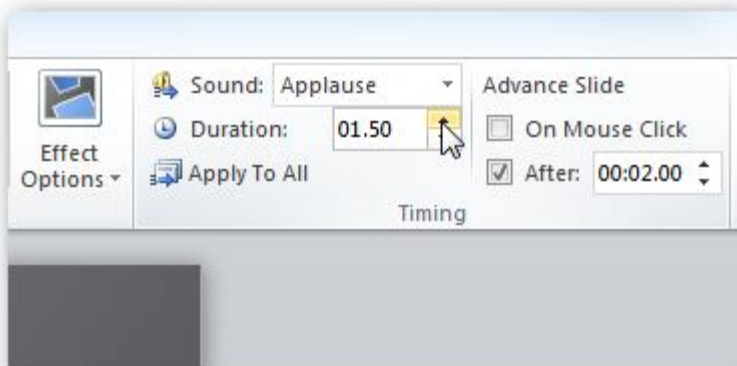 Effect
Options
Sound: Applause
Duration: 01.50
Apply To All
Advance Slide
On Mouse Click
After: 00:02.00
Timing